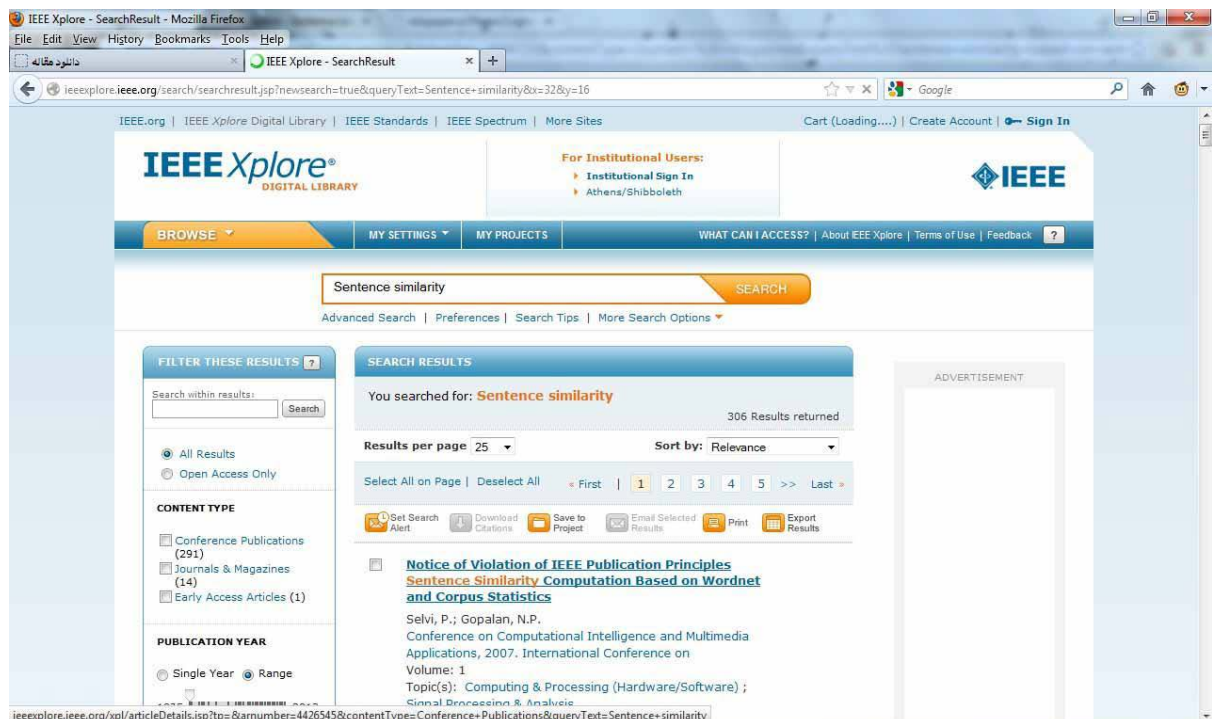 IEEE Xplore - SearchResult - Mozilla Firefox
File Edit View History Bookmarks Tools Help
دانلود مقاله
IEEE Xplore - SearchResult
ieeexplore.ieee.org/search/searchresult.jsp?newsearch=true&queryText=Sentence+similarity&x=32&y=16
Google
IEEE.org | IEEE Xplore Digital Library | IEEE Standards | IEEE Spectrum | More Sites
Cart (Loading....) | Create Account | Sign In
IEEE Xplore®
DIGITAL LIBRARY
For Institutional Users:
Institutional Sign In
Athens/Shibboleth
IEEE
BROWSE
MY SETTINGS
MY PROJECTS
WHAT CAN I ACCESS? | About IEEE Xplore | Terms of Use | Feedback ?
Sentence similarity
SEARCH
Advanced Search | Preferences | Search Tips | More Search Options
FILTER THESE RESULTS ?
Search within results:
Search
All Results
Open Access Only
CONTENT TYPE
Conference Publications
(291)
Journals & Magazines
(14)
Early Access Articles (1)
PUBLICATION YEAR
Single Year Range
SEARCH RESULTS
You searched for: Sentence similarity
306 Results returned
Results per page 25
Sort by: Relevance
Select All on Page | Deselect All
« First | 1 2 3 4 5 >> Last »
Set Search
Alert
Download
Citations
Save to
Project
Email Selected
Results
Print
Export
Results
Notice of Violation of IEEE Publication Principles
Sentence Similarity Computation Based on Wordnet
and Corpus Statistics
Selvi, P.; Gopalan, N.P.
Conference on Computational Intelligence and Multimedia
Applications, 2007. International Conference on
Volume: 1
Topic(s): Computing & Processing (Hardware/Software) ;
Signal Processing & Analysis
ADVERTISEMENT
ieeexplore.ieee.org/xpl/articleDetails.jsp?tp=&arnumber=4426545&contentType=Conference+Publications&queryText=Sentence+similarity